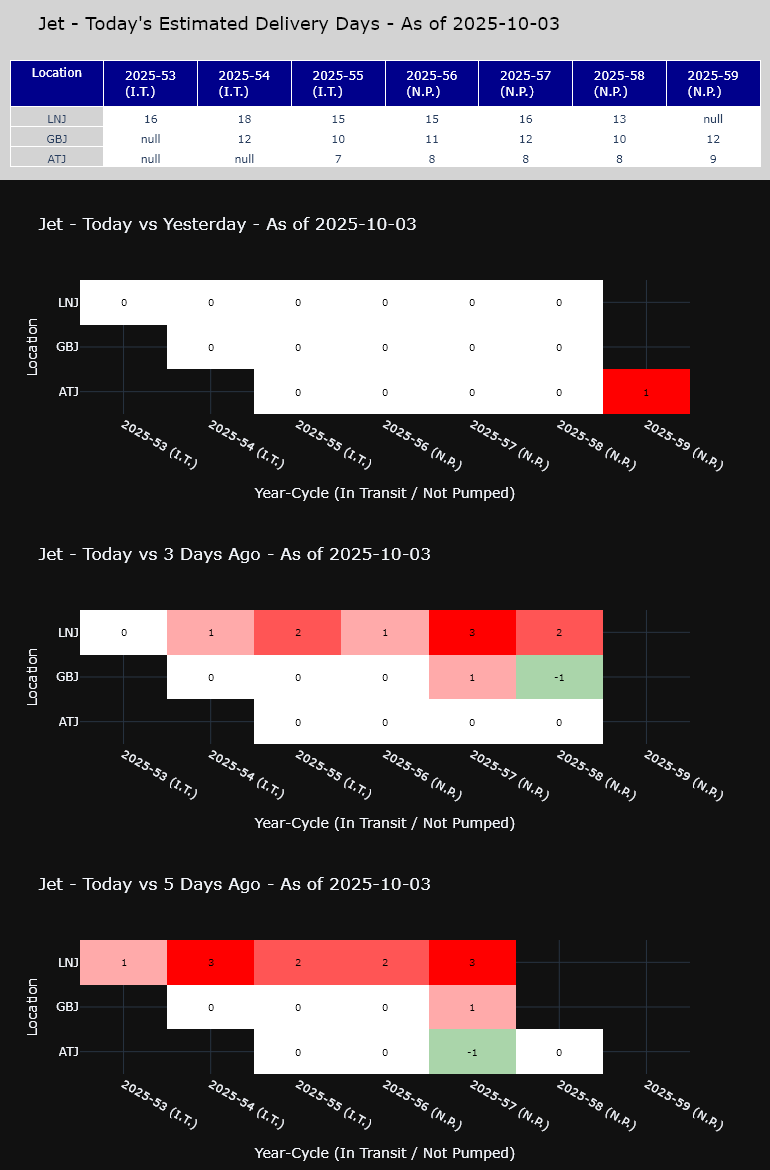 Jet - Today's Estimated Delivery Days - As of 2025-10-03
Location 2025-53 (I.T.) 2025-54 (I.T.) 2025-55 (I.T.) 2025-56 (N.P.) 2025-57 (N.P.) 2025-58 (N.P.) 2025-59 (N.P.)
LNJ 16 18 15 15 16 13 null
GBJ null 12 10 11 12 10 12
ATJ null null 7 8 8 8 9
Jet - Today vs Yesterday - As of 2025-10-03
Location
LNJ 0 0 0 0 0 0
GBJ 0 0 0 0 0
ATJ 0 0 0 0 1
2025-53 (I.T.) 2025-54 (I.T.) 2025-55 (I.T.) 2025-56 (N.P.) 2025-57 (N.P.) 2025-58 (N.P.) 2025-59 (N.P.)
Year-Cycle (In Transit / Not Pumped)
Jet - Today vs 3 Days Ago - As of 2025-10-03
Location
LNJ 0 1 2 1 3 2
GBJ 0 0 0 1 -1
ATJ 0 0 0 0
2025-53 (I.T.) 2025-54 (I.T.) 2025-55 (I.T.) 2025-56 (N.P.) 2025-57 (N.P.) 2025-58 (N.P.) 2025-59 (N.P.)
Year-Cycle (In Transit / Not Pumped)
Jet - Today vs 5 Days Ago - As of 2025-10-03
Location
LNJ 1 3 2 2 3
GBJ 0 0 0 1
ATJ 0 0 -1 0
2025-53 (I.T.) 2025-54 (I.T.) 2025-55 (I.T.) 2025-56 (N.P.) 2025-57 (N.P.) 2025-58 (N.P.) 2025-59 (N.P.)
Year-Cycle (In Transit / Not Pumped)